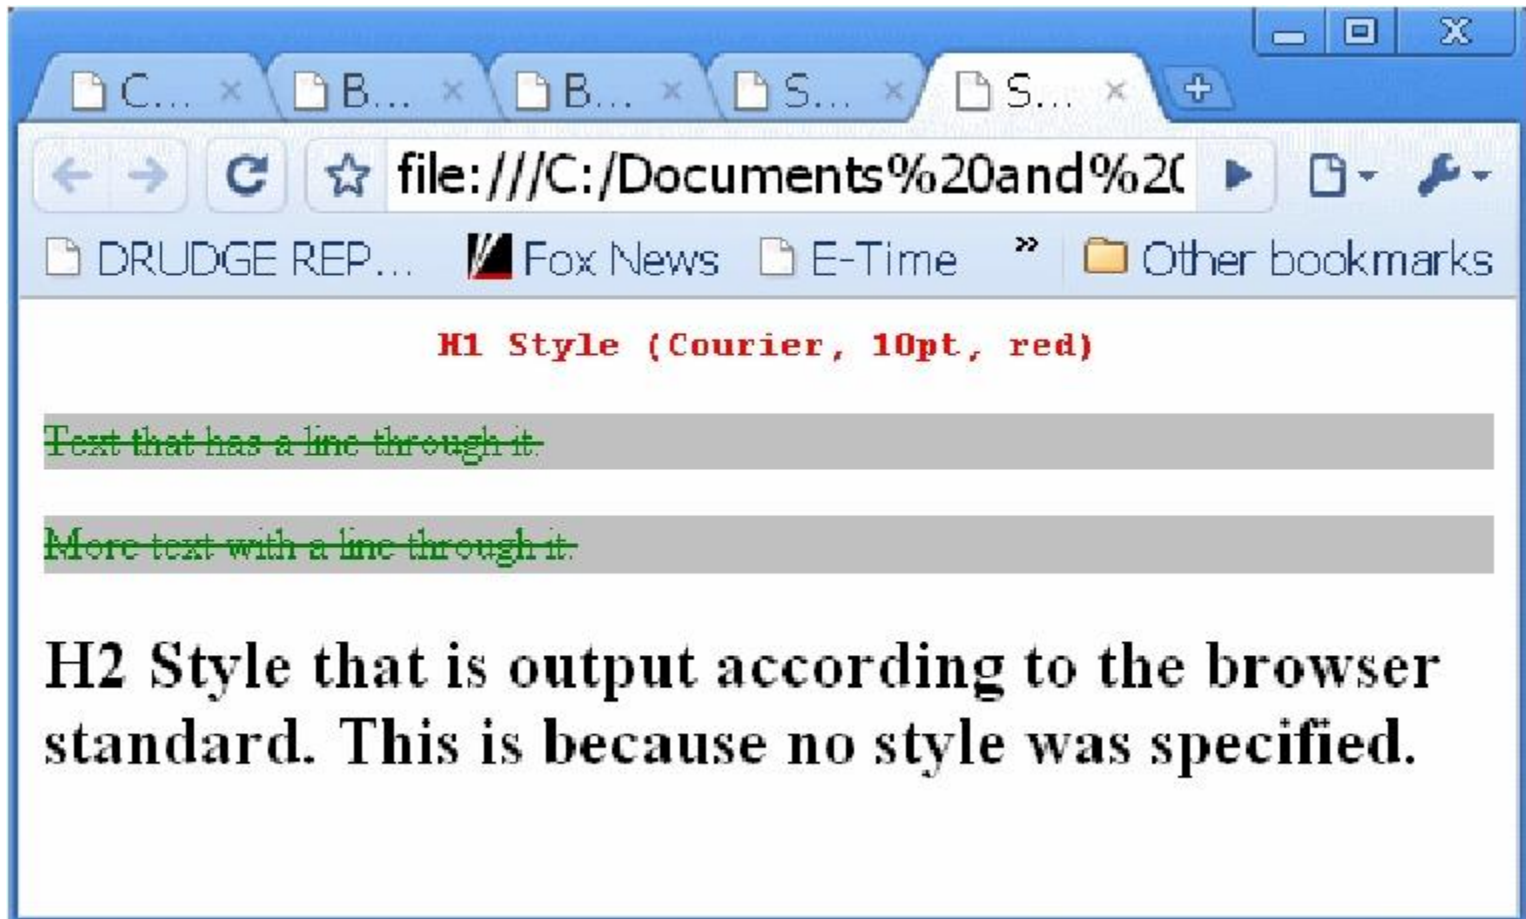 C... B... B... S... S...
file:///C:/Documents%20and%20
DRUDGE REP... Fox News E-Time » Other bookmarks
H1 Style (Courier, 10pt, red)
Text that has a line through it.
More text with a line through it.
H2 Style that is output according to the browser
standard. This is because no style was specified.